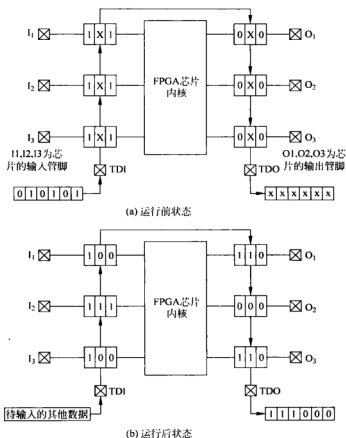 I1 1 X 1 0 X 0 O1
I2 1 X 1 FPGA芯片 0 X 0 O2
内核
I3 1 X 1 0 X 0 O3
I1,I2,I3为芯 O1,O2,O3为芯
片的输入管脚 TDI TDO 片的输出管脚
0 1 0 1 0 1 x x x x x x
(a) 运行前状态
I1 1 0 0 1 1 0 O1
I2 1 1 1 FPGA芯片 0 0 0 O2
内核
I3 1 0 0 1 1 0 O3
TDI TDO
待输入的其他数据 1 1 1 0 0 0
(b) 运行后状态